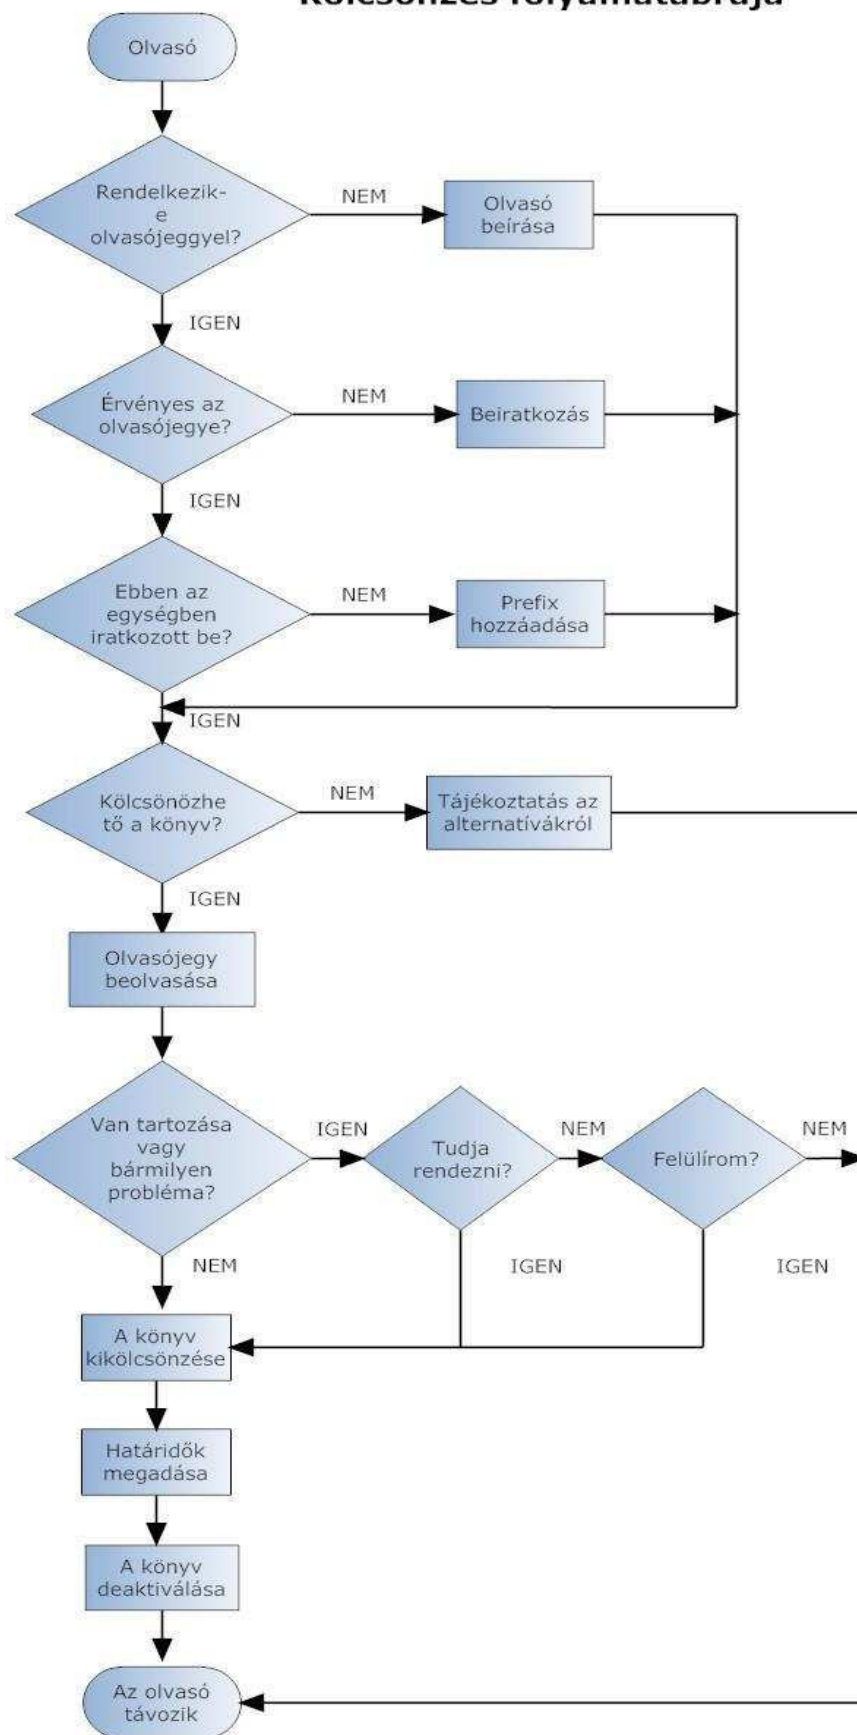 Kölcsönzés folyamatábrája
Olvasó
Rendelkezik-
e
olvasójeggyel?
NEM
Olvasó
beírása
IGEN
Érvényes az
olvasójegye?
NEM
Beiratkozás
IGEN
Ebben az
egységben
iratkozott be?
NEM
Prefix
hozzáadása
IGEN
Kölcsönözhe
tő a könyv?
NEM
Tájékoztatás az
alternatívákról
IGEN
Olvasójegy
beolvasása
Van tartozása
vagy
bármilyen
probléma?
IGEN
Tudja
rendezni?
NEM
Felülírom?
NEM
NEM
IGEN
IGEN
A könyv
kikölcsönzése
Határidők
megadása
A könyv
deaktiválása
Az olvasó
távozik